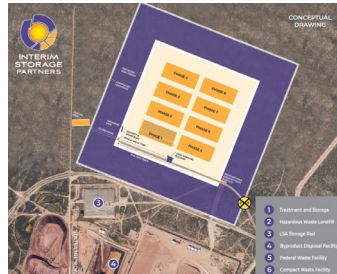 CONCEPTUAL
DRAWING
INTERIM
STORAGE
PARTNERS
PHASE 4
PHASE 8
PHASE 3
PHASE 7
PHASE 2
PHASE 6
PHASE 1
PHASE 5
3
4
1 Treatment and Storage
2 Hazardous Waste Landfill
3 LSA Storage Pad
4 Byproduct Disposal Facility
5 Federal Waste Facility
6 Compact Waste Facility